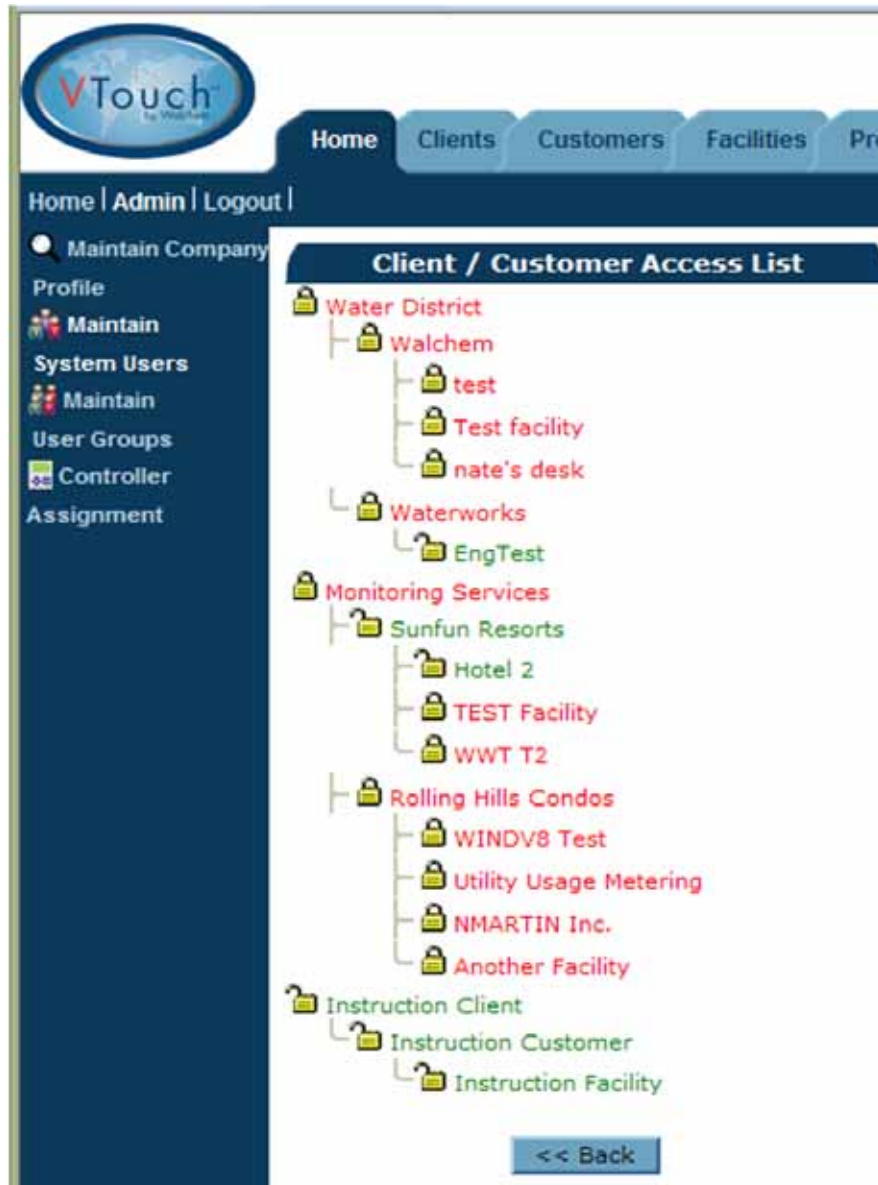 VTouch
Home Clients Customers Facilities
Home | Admin | Logout |
Maintain Company
Profile
Maintain
System Users
Maintain
User Groups
Controller
Assignment
Client / Customer Access List
Water District
Walchem
test
Test facility
nate's desk
Waterworks
EngTest
Monitoring Services
Sunfun Resorts
Hotel 2
TEST Facility
WWT T2
Rolling Hills Condos
WINDV8 Test
Utility Usage Metering
NMARTIN Inc.
Another Facility
Instruction Client
Instruction Customer
Instruction Facility
<< Back